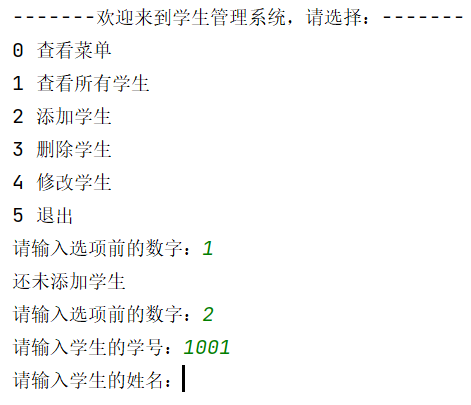 -------欢迎来到学生管理系统，请选择：-------
0 查看菜单
1 查看所有学生
2 添加学生
3 删除学生
4 修改学生
5 退出
请输入选项前的数字：1
还未添加学生
请输入选项前的数字：2
请输入学生的学号：1001
请输入学生的姓名：